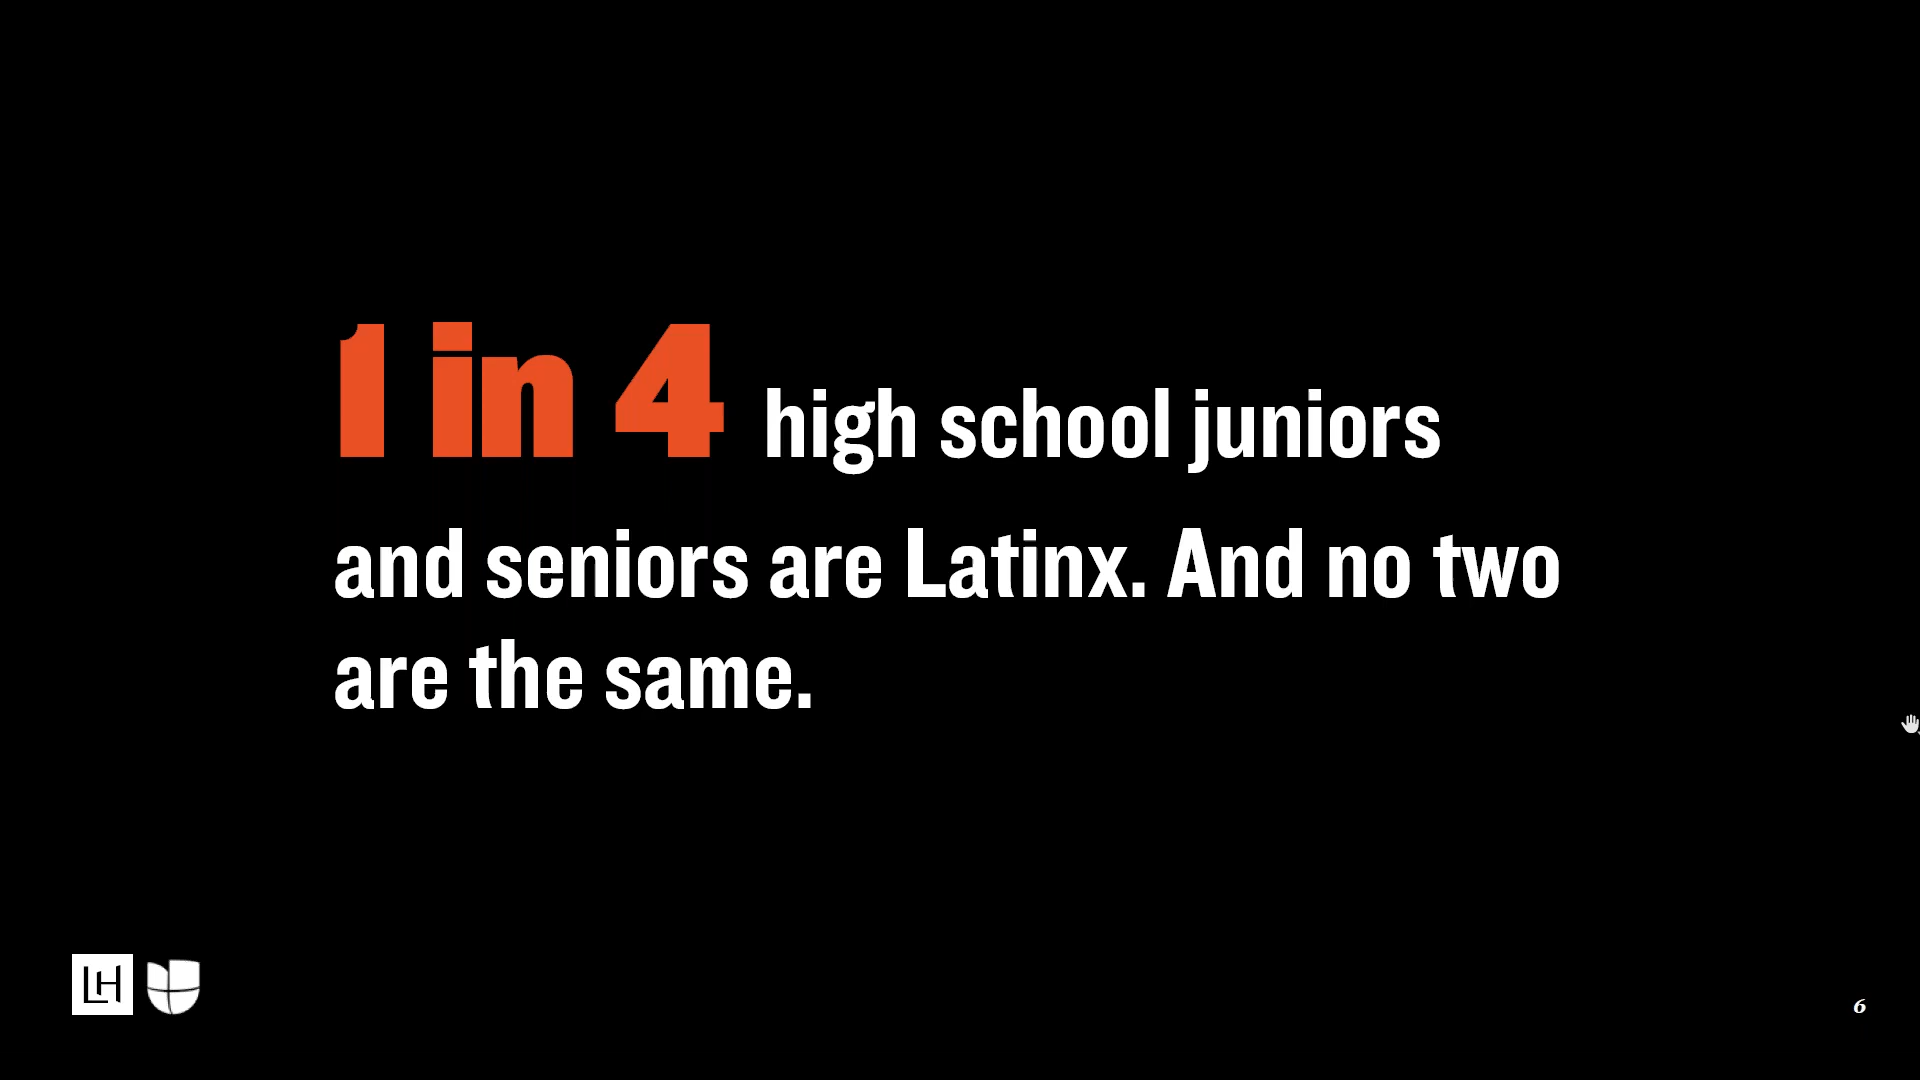 1 in 4 high school juniors
and seniors are Latinx. And no two
are the same.
LH
6